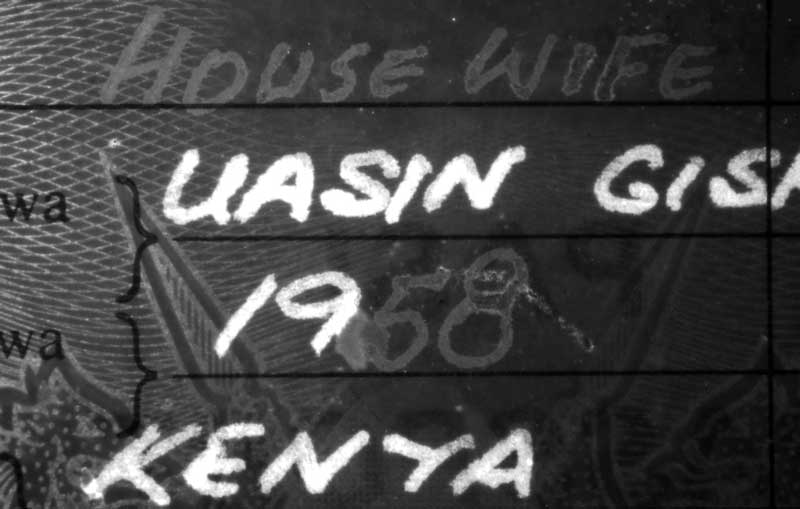 HOUSE WIFE
wa UASIN GIS
1958
wa
KENYA